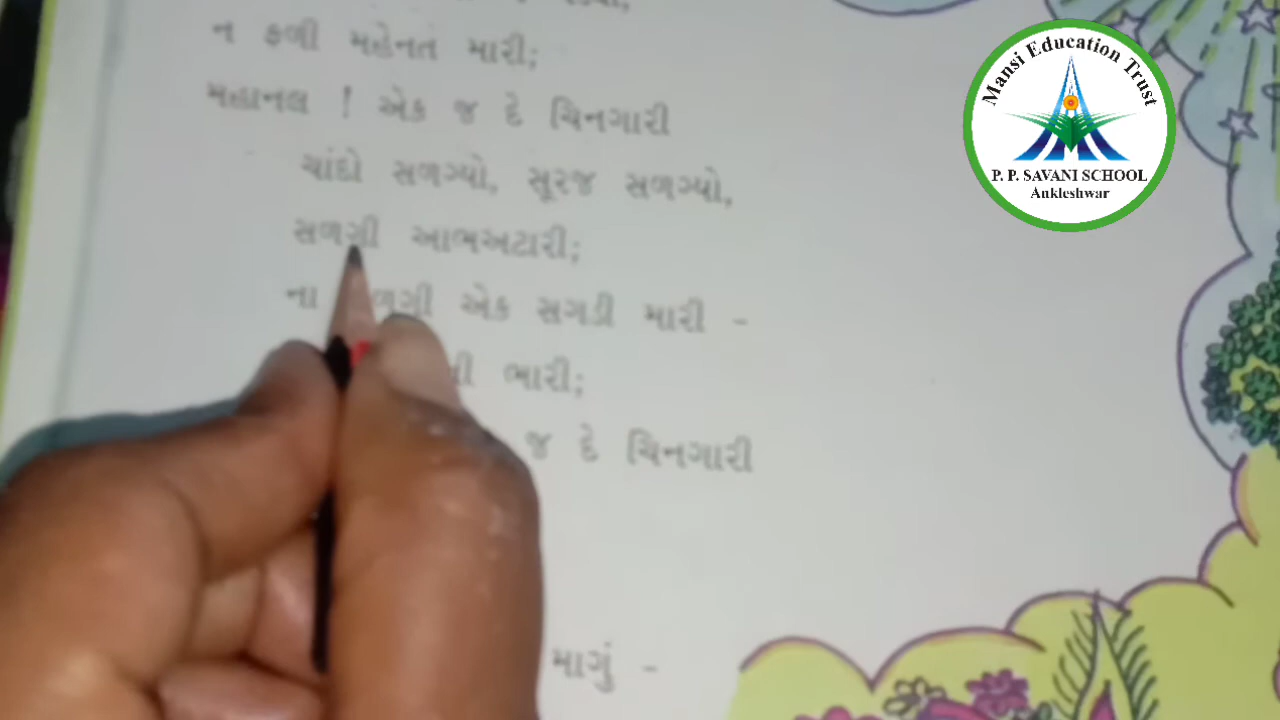 ન ફળી મહેનત મારી;
મહાનલ ! એક જ દે ચિનગારી
ચાંદો સળગ્યો, સૂરજ સળગ્યો,
સળગી આભઅટારી;
ના સળગી એક સગડી મારી -
ભારી;
જ દે ચિનગારી
માગું -
Mansi Education Trust
P. P. SAVANI SCHOOL
Ankleshwar